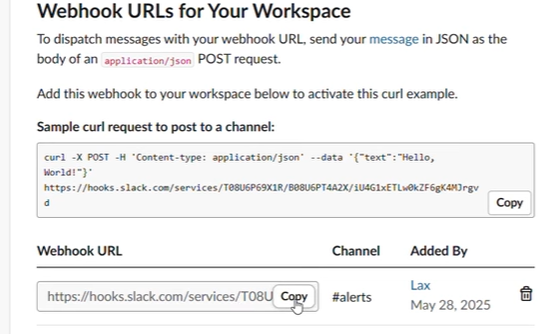 Webhook URLs for Your Workspace
To dispatch messages with your webhook URL, send your message in JSON as the
body of an application/json POST request.
Add this webhook to your workspace below to activate this curl example.
Sample curl request to post to a channel:
curl -X POST -H 'Content-type: application/json' --data '{"text":"Hello,
World!"}'
https://hooks.slack.com/services/T08U6P69X1R/B08U6PT4A2X/iU4G1xETLw0kZF6gK4MJrgv
d
Copy
Webhook URL Channel Added By
https://hooks.slack.com/services/T08U Copy #alerts Lax
May 28, 2025